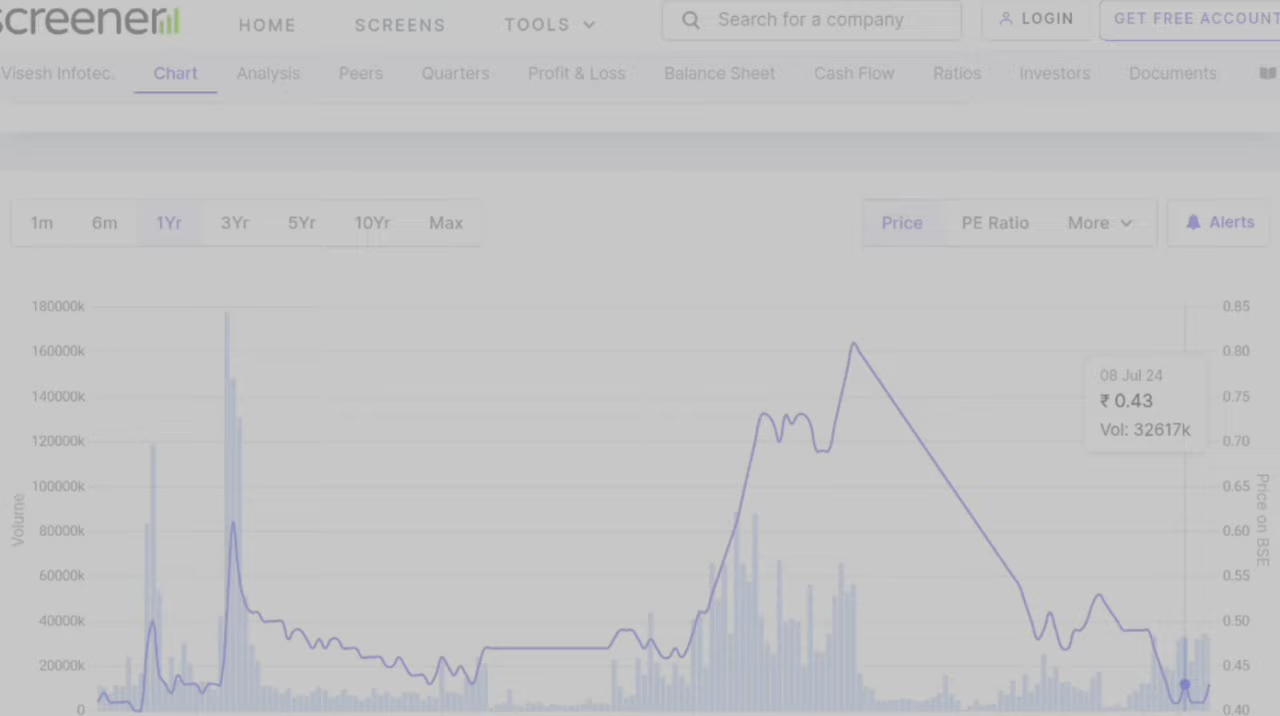 screener
HOME SCREENS TOOLS Search for a company LOGIN GET FREE ACCOUNT
Visesh Infotec. Chart Analysis Peers Quarters Profit & Loss Balance Sheet Cash Flow Ratios Investors Documents
1m 6m 1Yr 3Yr 5Yr 10Yr Max Price PE Ratio More Alerts
180000k 0.85
160000k 0.80
140000k 0.75
120000k 0.70
100000k 0.65
80000k 0.60
60000k 0.55
40000k 0.50
20000k 0.45
0 0.40
Volume
Price on BSE
08 Jul 24
₹ 0.43
Vol: 32617k